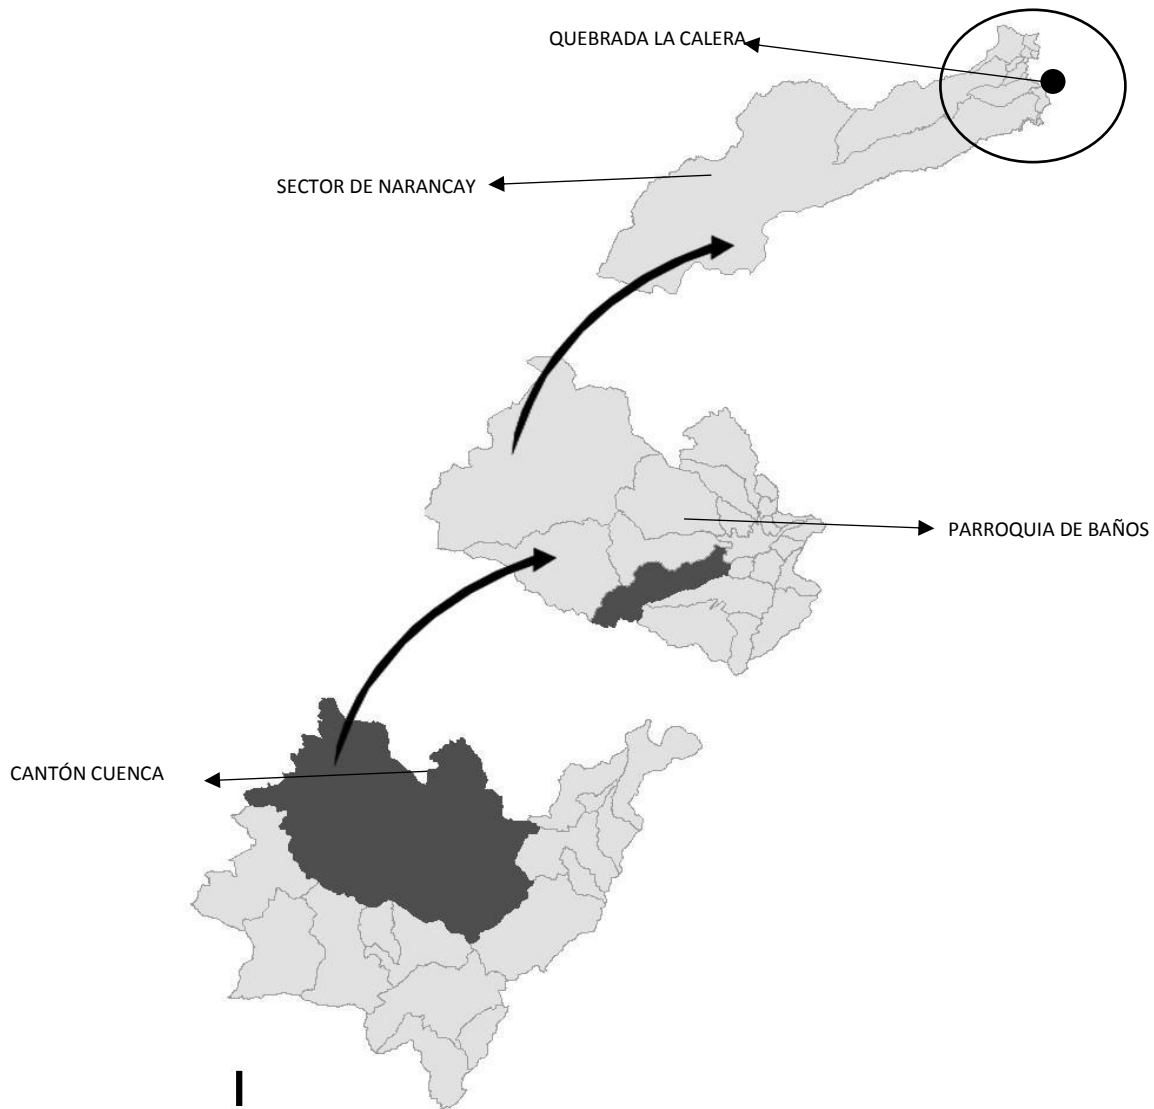 QUEBRADA LA CALERA
SECTOR DE NARANCAY
PARROQUIA DE BAÑOS
CANTÓN CUENCA